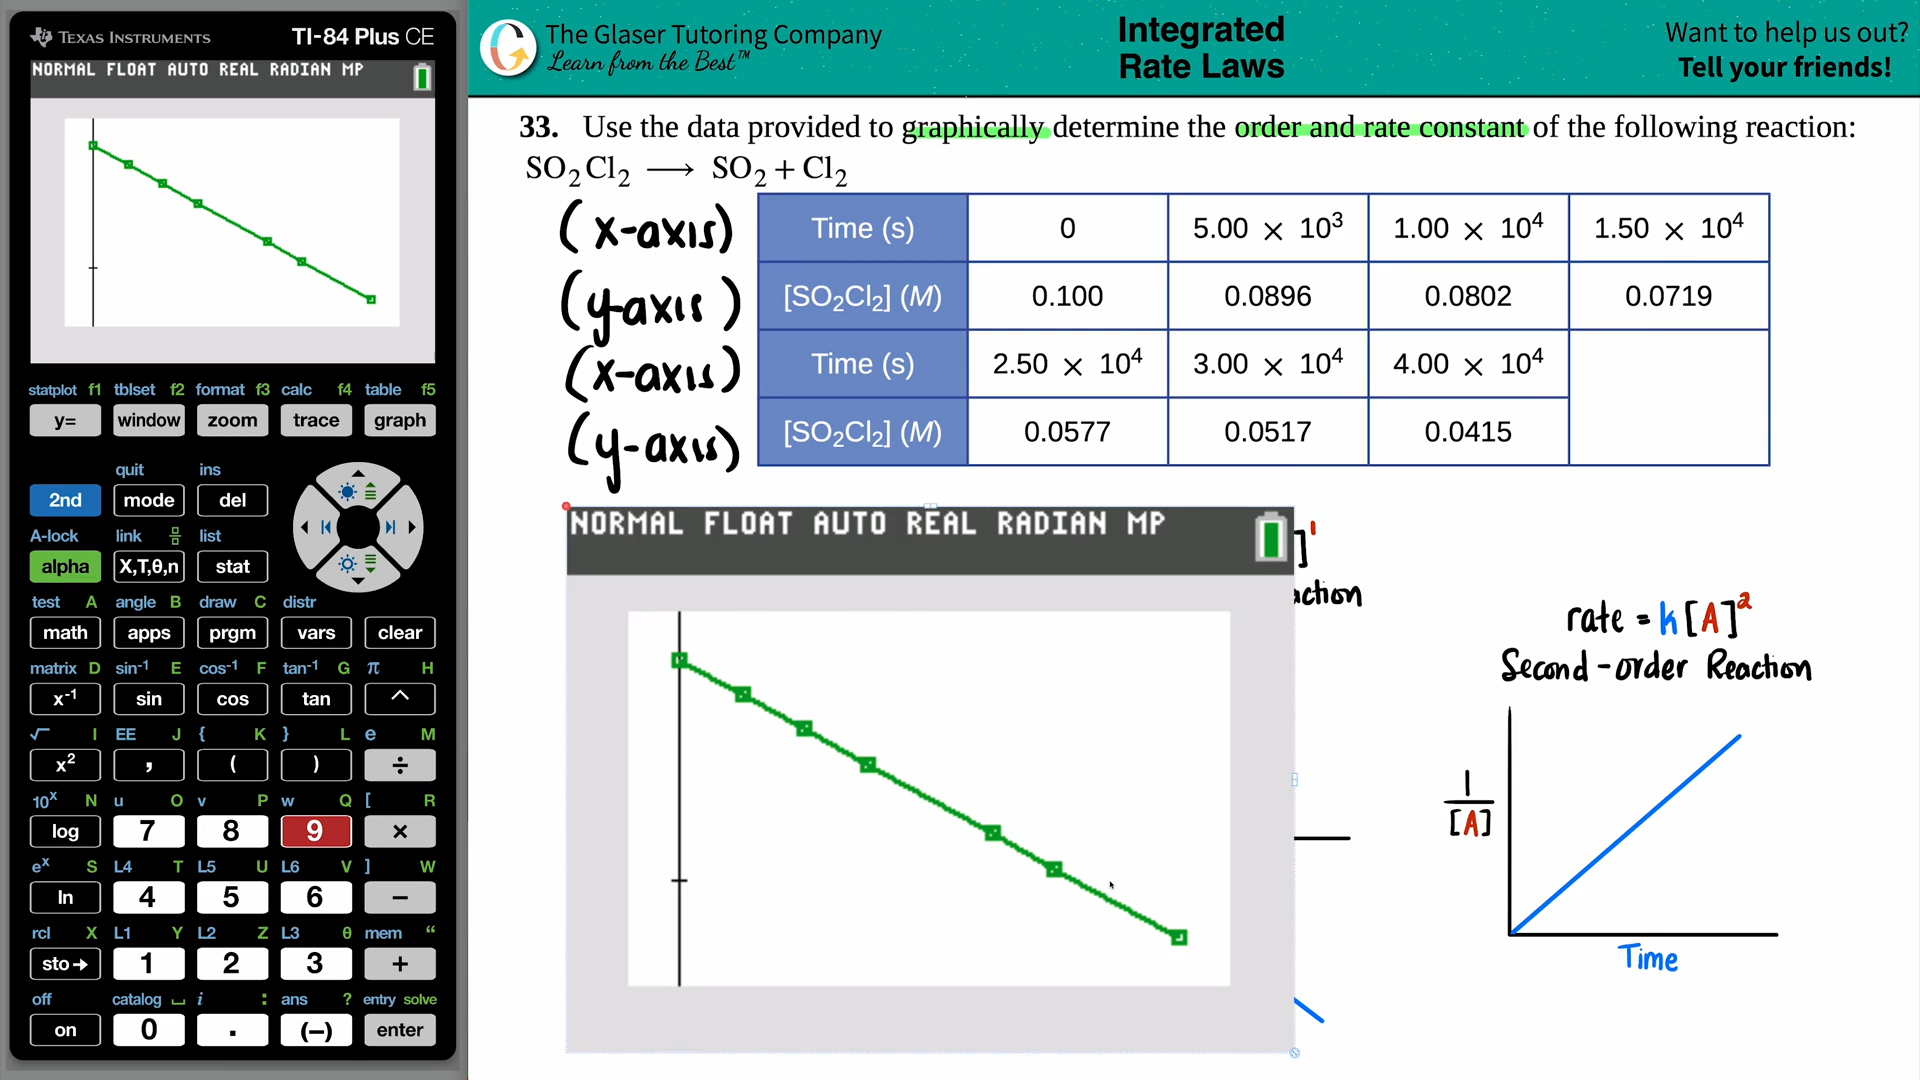 TEXAS INSTRUMENTS TI-84 Plus CE
NORMAL FLOAT AUTO REAL RADIAN MP
statplot f1 tblset f2 format f3 calc f4 table f5
y= window zoom trace graph
quit ins
2nd mode del
A-lock link list
alpha X,T,θ,n stat
test A angle B draw C distr
math apps prgm vars clear
matrix D sin⁻¹ E cos⁻¹ F tan⁻¹ G π H
x⁻¹ sin cos tan ^
√ I EE J { K } L e M
x² , ( ) ÷
10ˣ N u O v P w Q [ R
log 7 8 9 ×
eˣ S L4 T L5 U L6 V ] W
ln 4 5 6 −
rcl X L1 Y L2 Z L3 θ mem “
sto→ 1 2 3 +
off catalog ⎵ i : ans ? entry solve
on 0 . (−) enter
The Glaser Tutoring Company
Learn from the Best™
Integrated
Rate Laws
Want to help us out?
Tell your friends!
33. Use the data provided to graphically determine the order and rate constant of the following reaction:
SO₂Cl₂ ⟶ SO₂ + Cl₂
(x-axis) Time (s) 0 5.00 × 10³ 1.00 × 10⁴ 1.50 × 10⁴
(y-axis) [SO₂Cl₂] (M) 0.100 0.0896 0.0802 0.0719
(x-axis) Time (s) 2.50 × 10⁴ 3.00 × 10⁴ 4.00 × 10⁴
(y-axis) [SO₂Cl₂] (M) 0.0577 0.0517 0.0415
NORMAL FLOAT AUTO REAL RADIAN MP
]¹
action
rate = k[A]²
Second-order Reaction
1
[A]
Time